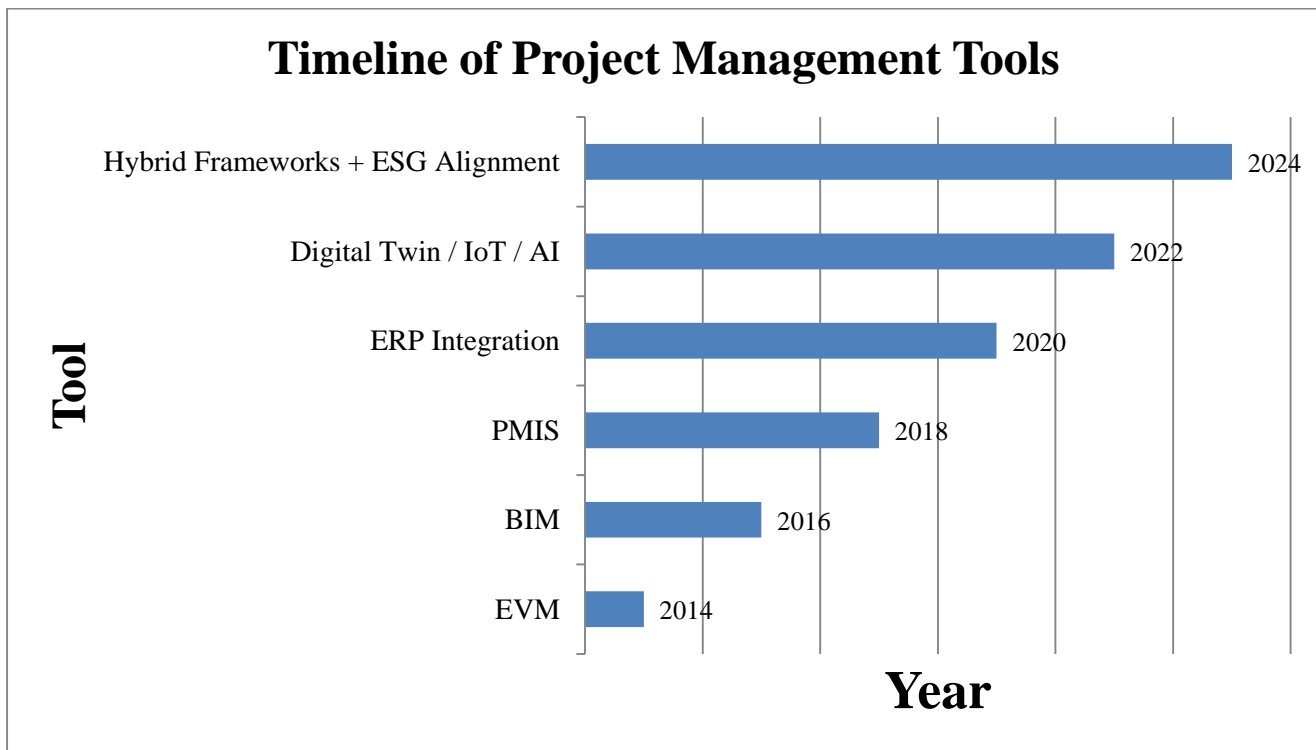 Timeline of Project Management Tools
Hybrid Frameworks + ESG Alignment
2024
Digital Twin / IoT / AI
2022
ERP Integration
2020
PMIS
2018
BIM
2016
EVM
2014
Tool
Year